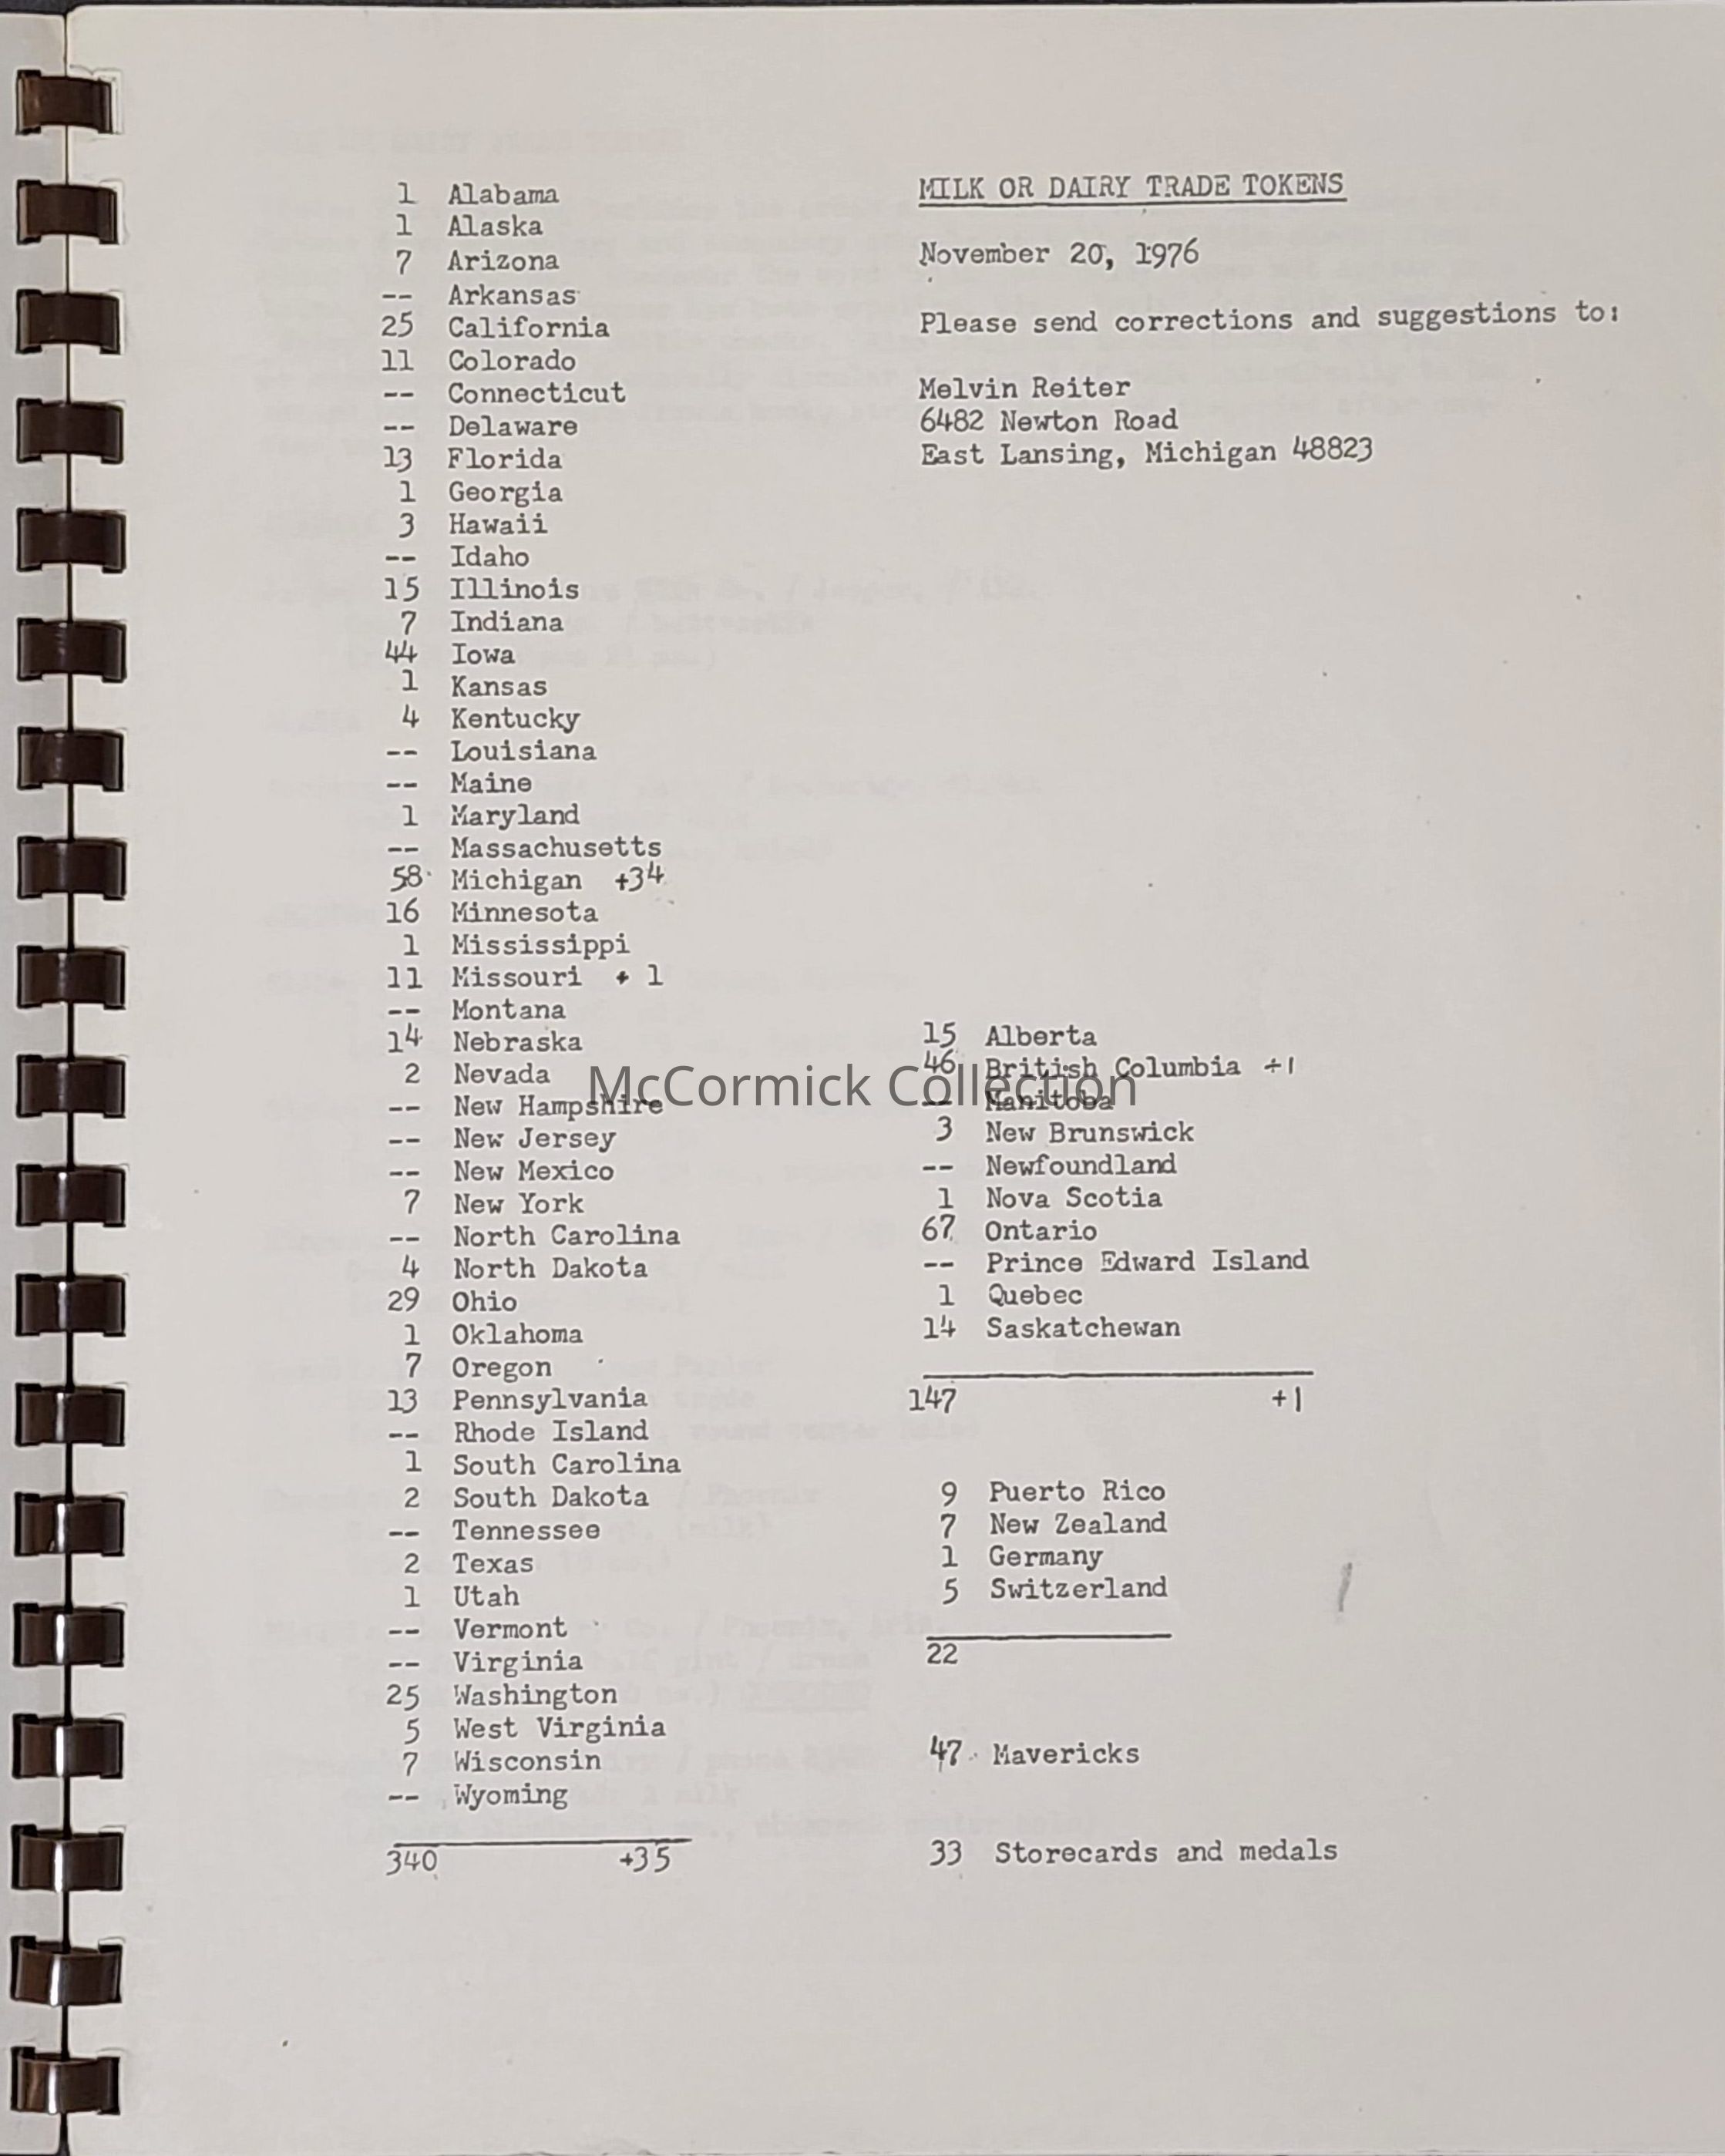 1 Alabama
1 Alaska
7 Arizona
-- Arkansas
25 California
11 Colorado
-- Connecticut
-- Delaware
13 Florida
1 Georgia
3 Hawaii
-- Idaho
15 Illinois
7 Indiana
44 Iowa
1 Kansas
4 Kentucky
-- Louisiana
-- Maine
1 Maryland
-- Massachusetts
58 Michigan +34
16 Minnesota
1 Mississippi
11 Missouri + 1
-- Montana
14 Nebraska
2 Nevada
-- New Hampshire
-- New Jersey
-- New Mexico
7 New York
-- North Carolina
4 North Dakota
29 Ohio
1 Oklahoma
7 Oregon
13 Pennsylvania
-- Rhode Island
1 South Carolina
2 South Dakota
-- Tennessee
2 Texas
1 Utah
-- Vermont
-- Virginia
25 Washington
5 West Virginia
7 Wisconsin
-- Wyoming
340 +35
MILK OR DAIRY TRADE TOKENS
November 20, 1976
Please send corrections and suggestions to:
Melvin Reiter
6482 Newton Road
East Lansing, Michigan 48823
15 Alberta
46 British Columbia +1
-- Manitoba
3 New Brunswick
-- Newfoundland
1 Nova Scotia
67 Ontario
-- Prince Edward Island
1 Quebec
14 Saskatchewan
147 +1
9 Puerto Rico
7 New Zealand
1 Germany
5 Switzerland
22
47 Mavericks
33 Storecards and medals
McCormick Collection